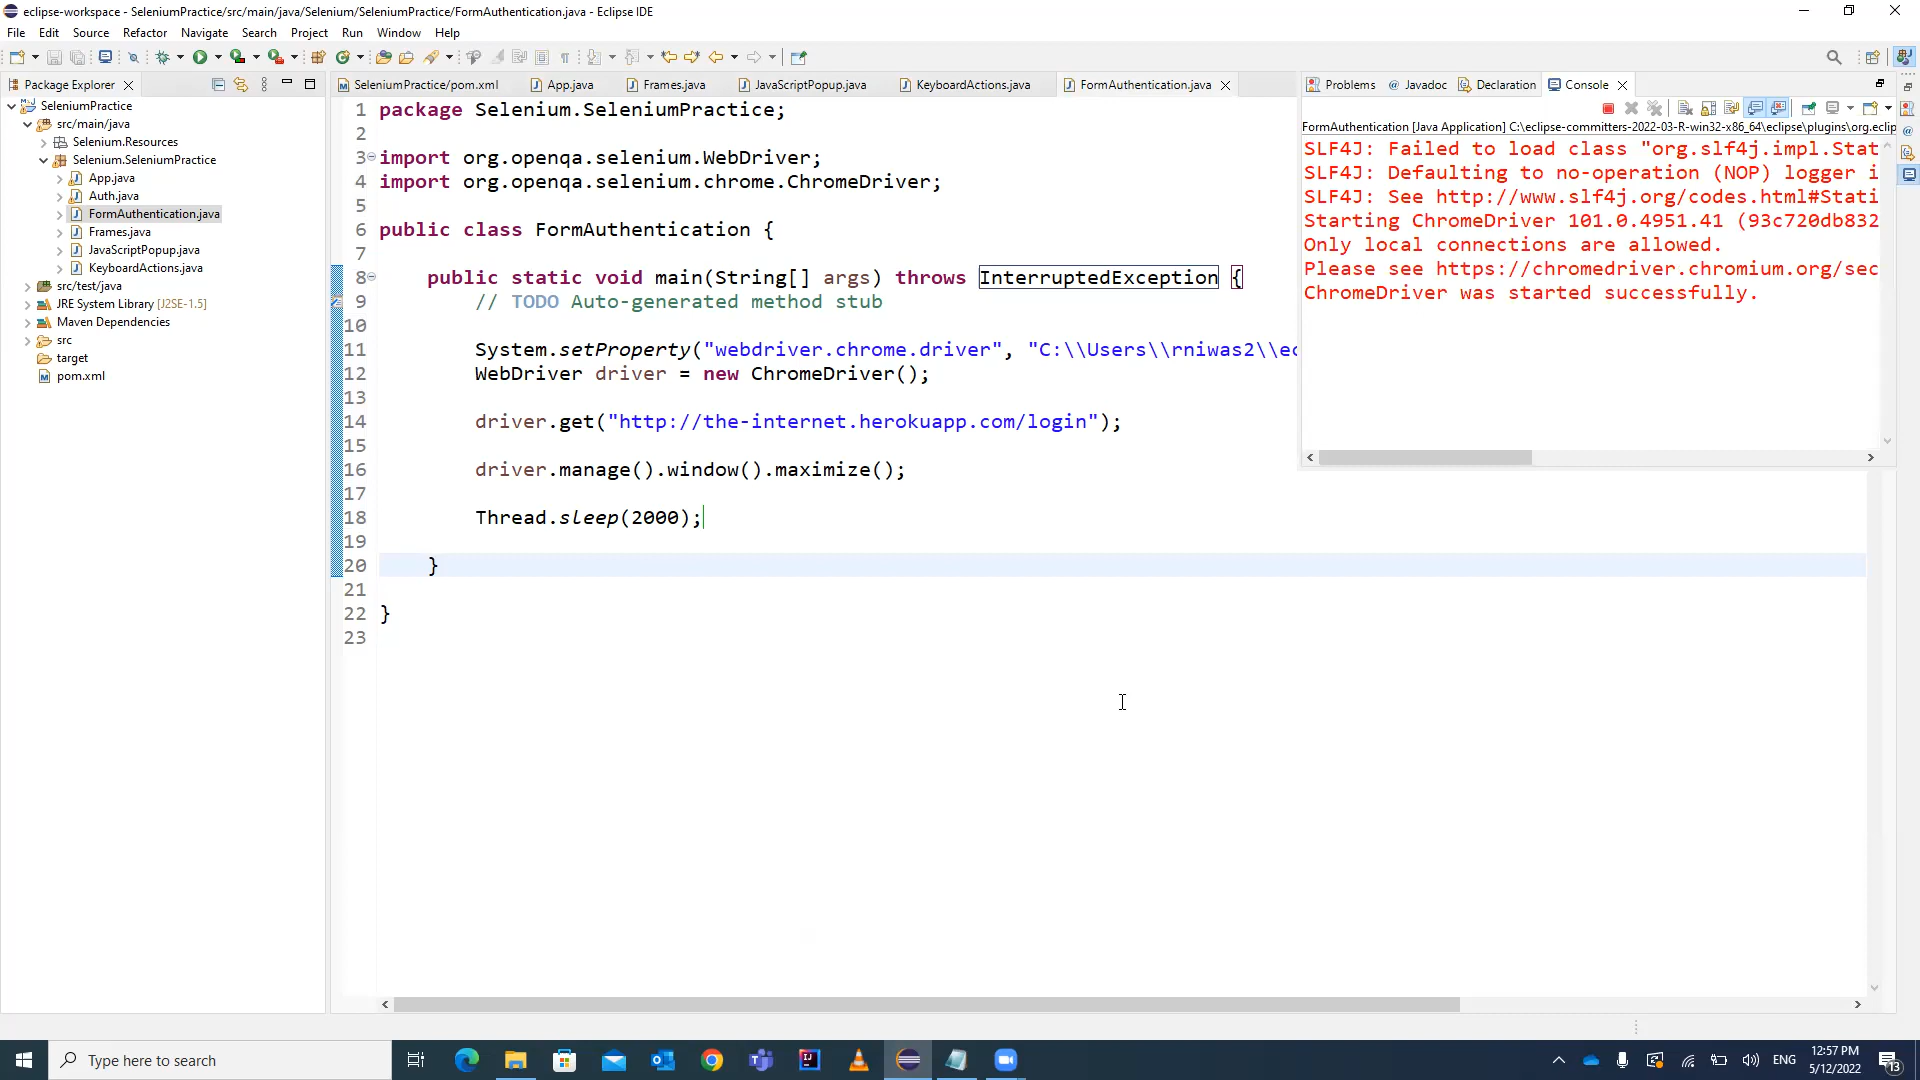 eclipse-workspace - SeleniumPractice/src/main/java/Selenium/SeleniumPractice/FormAuthentication.java - Eclipse IDE
File Edit Source Refactor Navigate Search Project Run Window Help
Package Explorer
SeleniumPractice
src/main/java
Selenium.Resources
Selenium.SeleniumPractice
App.java
Auth.java
FormAuthentication.java
Frames.java
JavaScriptPopup.java
KeyboardActions.java
src/test/java
JRE System Library [J2SE-1.5]
Maven Dependencies
src
target
pom.xml
SeleniumPractice/pom.xml App.java Frames.java JavaScriptPopup.java KeyboardActions.java FormAuthentication.java
1 package Selenium.SeleniumPractice;
2
3 import org.openqa.selenium.WebDriver;
4 import org.openqa.selenium.chrome.ChromeDriver;
5
6 public class FormAuthentication {
7
8 public static void main(String[] args) throws InterruptedException {
9 // TODO Auto-generated method stub
10
11 System.setProperty("webdriver.chrome.driver", "C:\\Users\\rniwas2\\ec
12 WebDriver driver = new ChromeDriver();
13
14 driver.get("http://the-internet.herokuapp.com/login");
15
16 driver.manage().window().maximize();
17
18 Thread.sleep(2000);
19
20 }
21
22 }
23
Problems Javadoc Declaration Console
FormAuthentication [Java Application] C:\eclipse-committers-2022-03-R-win32-x86_64\eclipse\plugins\org.eclip
SLF4J: Failed to load class "org.slf4j.impl.Stat
SLF4J: Defaulting to no-operation (NOP) logger i
SLF4J: See http://www.slf4j.org/codes.html#Stati
Starting ChromeDriver 101.0.4951.41 (93c720db832
Only local connections are allowed.
Please see https://chromedriver.chromium.org/sec
ChromeDriver was started successfully.
Type here to search
ENG
12:57 PM
5/12/2022
13